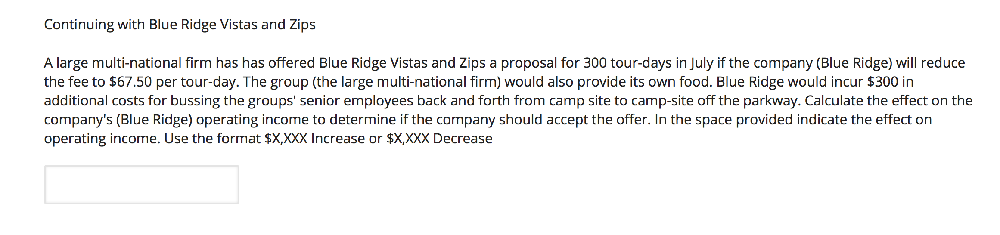 Continuing with Blue Ridge Vistas and Zips
A large multi-national firm has has offered Blue Ridge Vistas and Zips a proposal for 300 tour-days in July if the company (Blue Ridge) will reduce
the fee to $67.50 per tour-day. The group (the large multi-national firm) would also provide its own food. Blue Ridge would incur $300 in
additional costs for bussing the groups' senior employees back and forth from camp site to camp-site off the parkway. Calculate the effect on the
company's (Blue Ridge) operating income to determine if the company should accept the offer. In the space provided indicate the effect on
operating income. Use the format $X,XXX Increase or $X,XXX Decrease